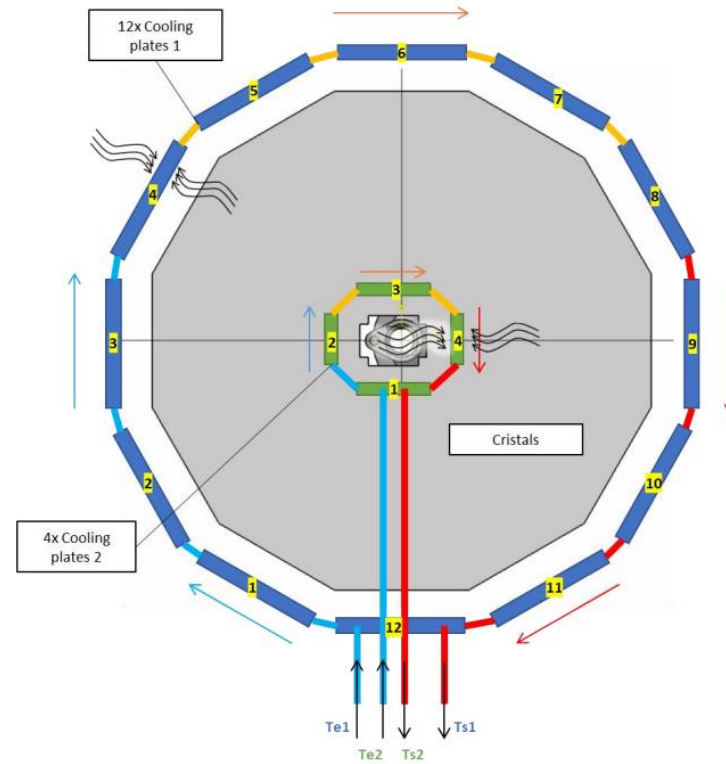 12x Cooling
plates 1
6
5
7
4
8
3
2
4
3
9
1
Cristals
2
10
4x Cooling
plates 2
1
11
12
Te1
Ts1
Te2
Ts2